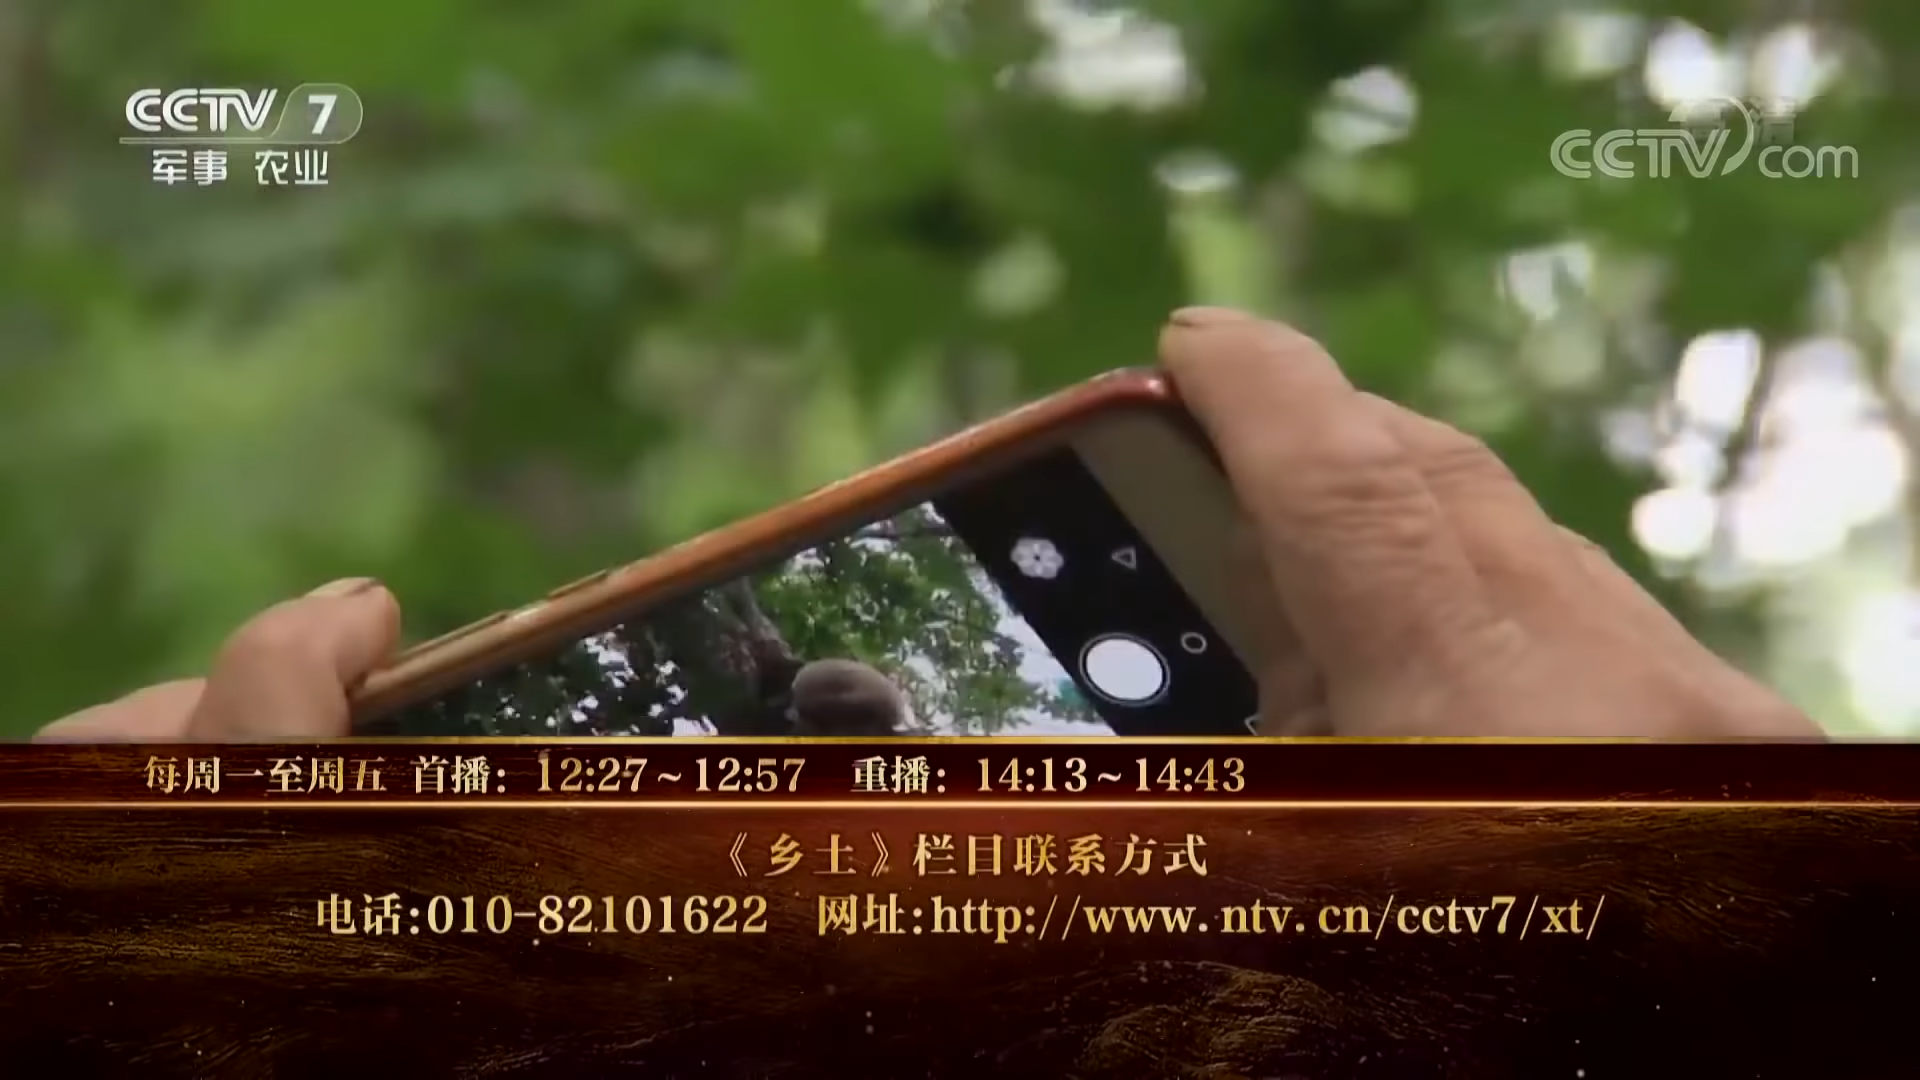 CCTV 7
军事 农业
高清
CCTV.com
每周一至周五 首播：12:27~12:57 重播：14:13~14:43
《乡土》栏目联系方式
电话:010-82101622 网址:http://www.ntv.cn/cctv7/xt/